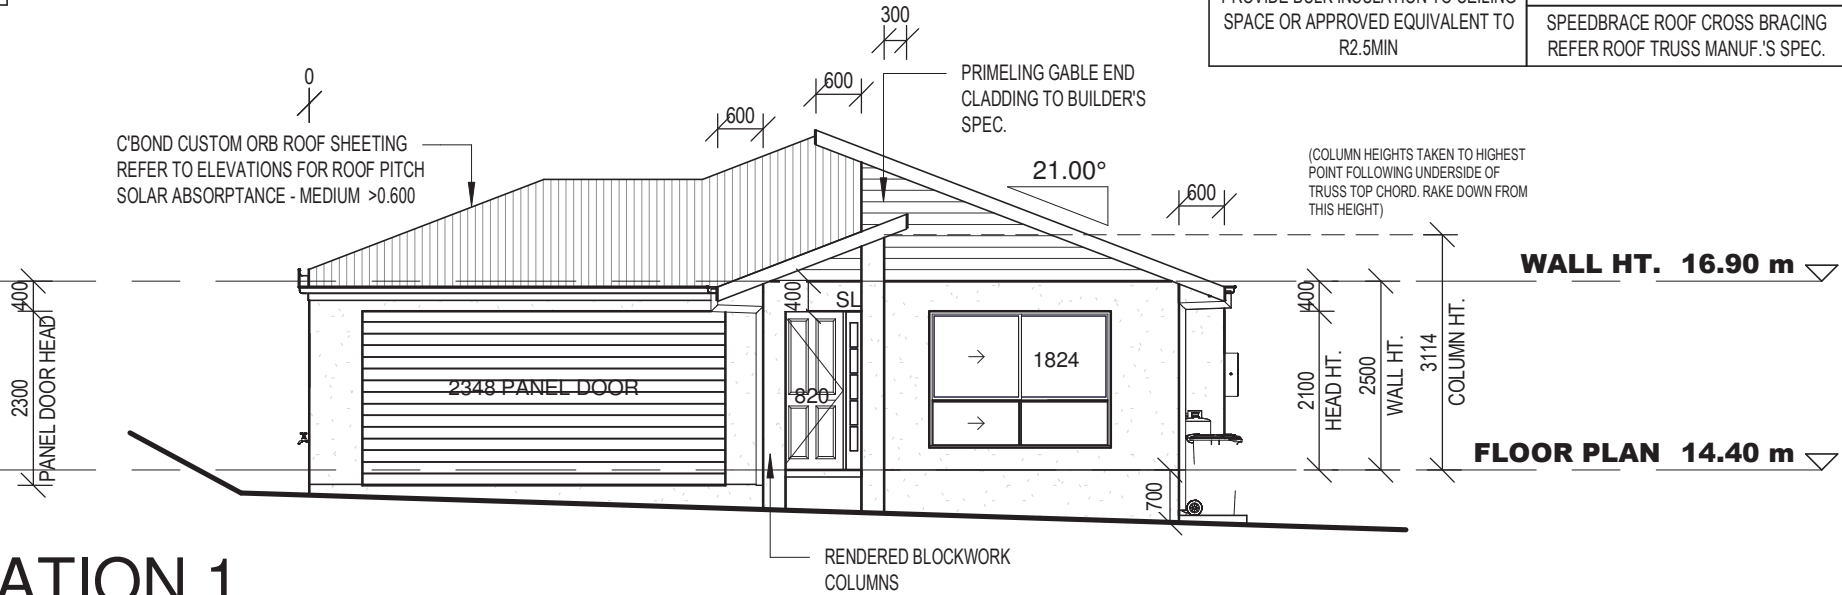 PROVIDE BULK INSULATION TO CEILING
SPACE OR APPROVED EQUIVALENT TO
R2.5MIN
SPEEDBRACE ROOF CROSS BRACING
REFER ROOF TRUSS MANUF.'S SPEC.
300
0
600
600
PRIMELING GABLE END
CLADDING TO BUILDER'S
SPEC.
C'BOND CUSTOM ORB ROOF SHEETING
REFER TO ELEVATIONS FOR ROOF PITCH
SOLAR ABSORPTANCE - MEDIUM >0.600
21.00°
(COLUMN HEIGHTS TAKEN TO HIGHEST
POINT FOLLOWING UNDERSIDE OF
TRUSS TOP CHORD. RAKE DOWN FROM
THIS HEIGHT)
600
WALL HT. 16.90 m
400
2300
PANEL DOOR HEAD
2348 PANEL DOOR
400
SL
820
1824
400
2100
HEAD HT.
2500
WALL HT.
3114
COLUMN HT.
FLOOR PLAN 14.40 m
700
RENDERED BLOCKWORK
COLUMNS
ATION 1